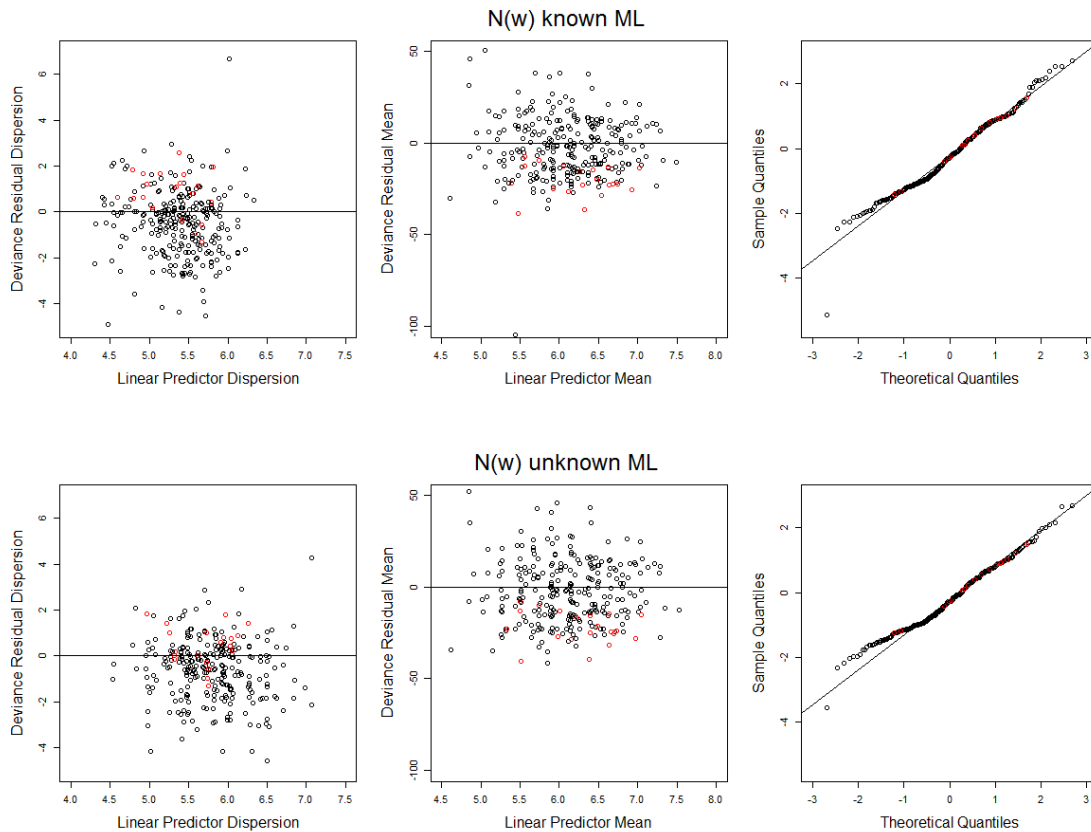 N(w) known ML
Deviance Residual Dispersion
6
4
2
0
-2
-4
4.0 4.5 5.0 5.5 6.0 6.5 7.0 7.5
Linear Predictor Dispersion
Deviance Residual Mean
50
0
-50
-100
4.5 5.0 5.5 6.0 6.5 7.0 7.5 8.0
Linear Predictor Mean
Sample Quantiles
2
0
-2
-4
-3 -2 -1 0 1 2 3
Theoretical Quantiles
N(w) unknown ML
Deviance Residual Dispersion
6
4
2
0
-2
-4
4.0 4.5 5.0 5.5 6.0 6.5 7.0 7.5
Linear Predictor Dispersion
Deviance Residual Mean
50
0
-50
-100
4.5 5.0 5.5 6.0 6.5 7.0 7.5 8.0
Linear Predictor Mean
Sample Quantiles
2
0
-2
-4
-3 -2 -1 0 1 2 3
Theoretical Quantiles